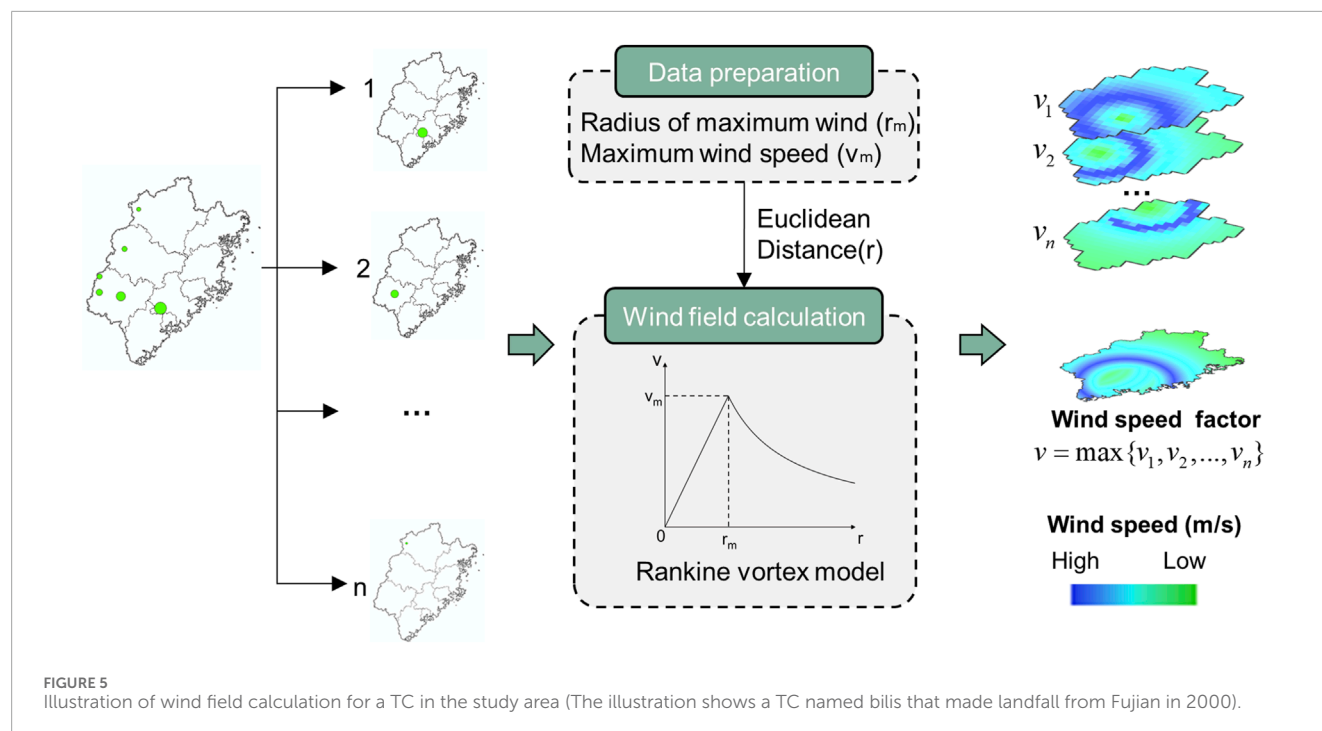 1
2
...
n
Data preparation
Radius of maximum wind (rm)
Maximum wind speed (vm)
Euclidean
Distance(r)
Wind field calculation
v
vm
0
rm
r
Rankine vortex model
v1
v2
...
vn
Wind speed factor
v = max{v1, v2, ..., vn}
Wind speed (m/s)
High Low
FIGURE 5
Illustration of wind field calculation for a TC in the study area (The illustration shows a TC named bilis that made landfall from Fujian in 2000).